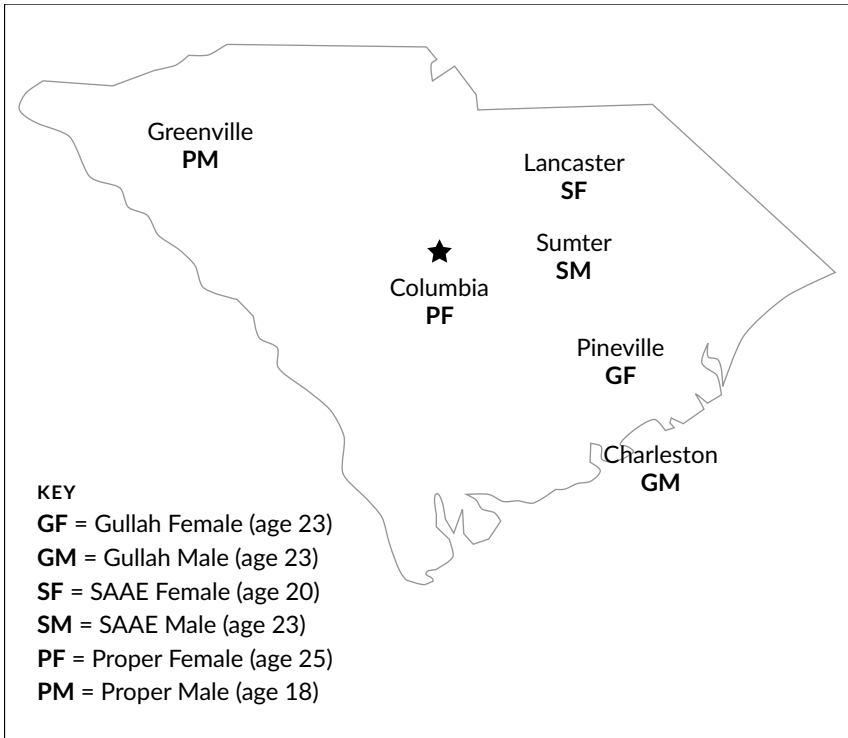 Greenville
PM
Lancaster
SF
Sumter
SM
Columbia
PF
Pineville
GF
Charleston
GM
KEY
GF = Gullah Female (age 23)
GM = Gullah Male (age 23)
SF = SAAE Female (age 20)
SM = SAAE Male (age 23)
PF = Proper Female (age 25)
PM = Proper Male (age 18)